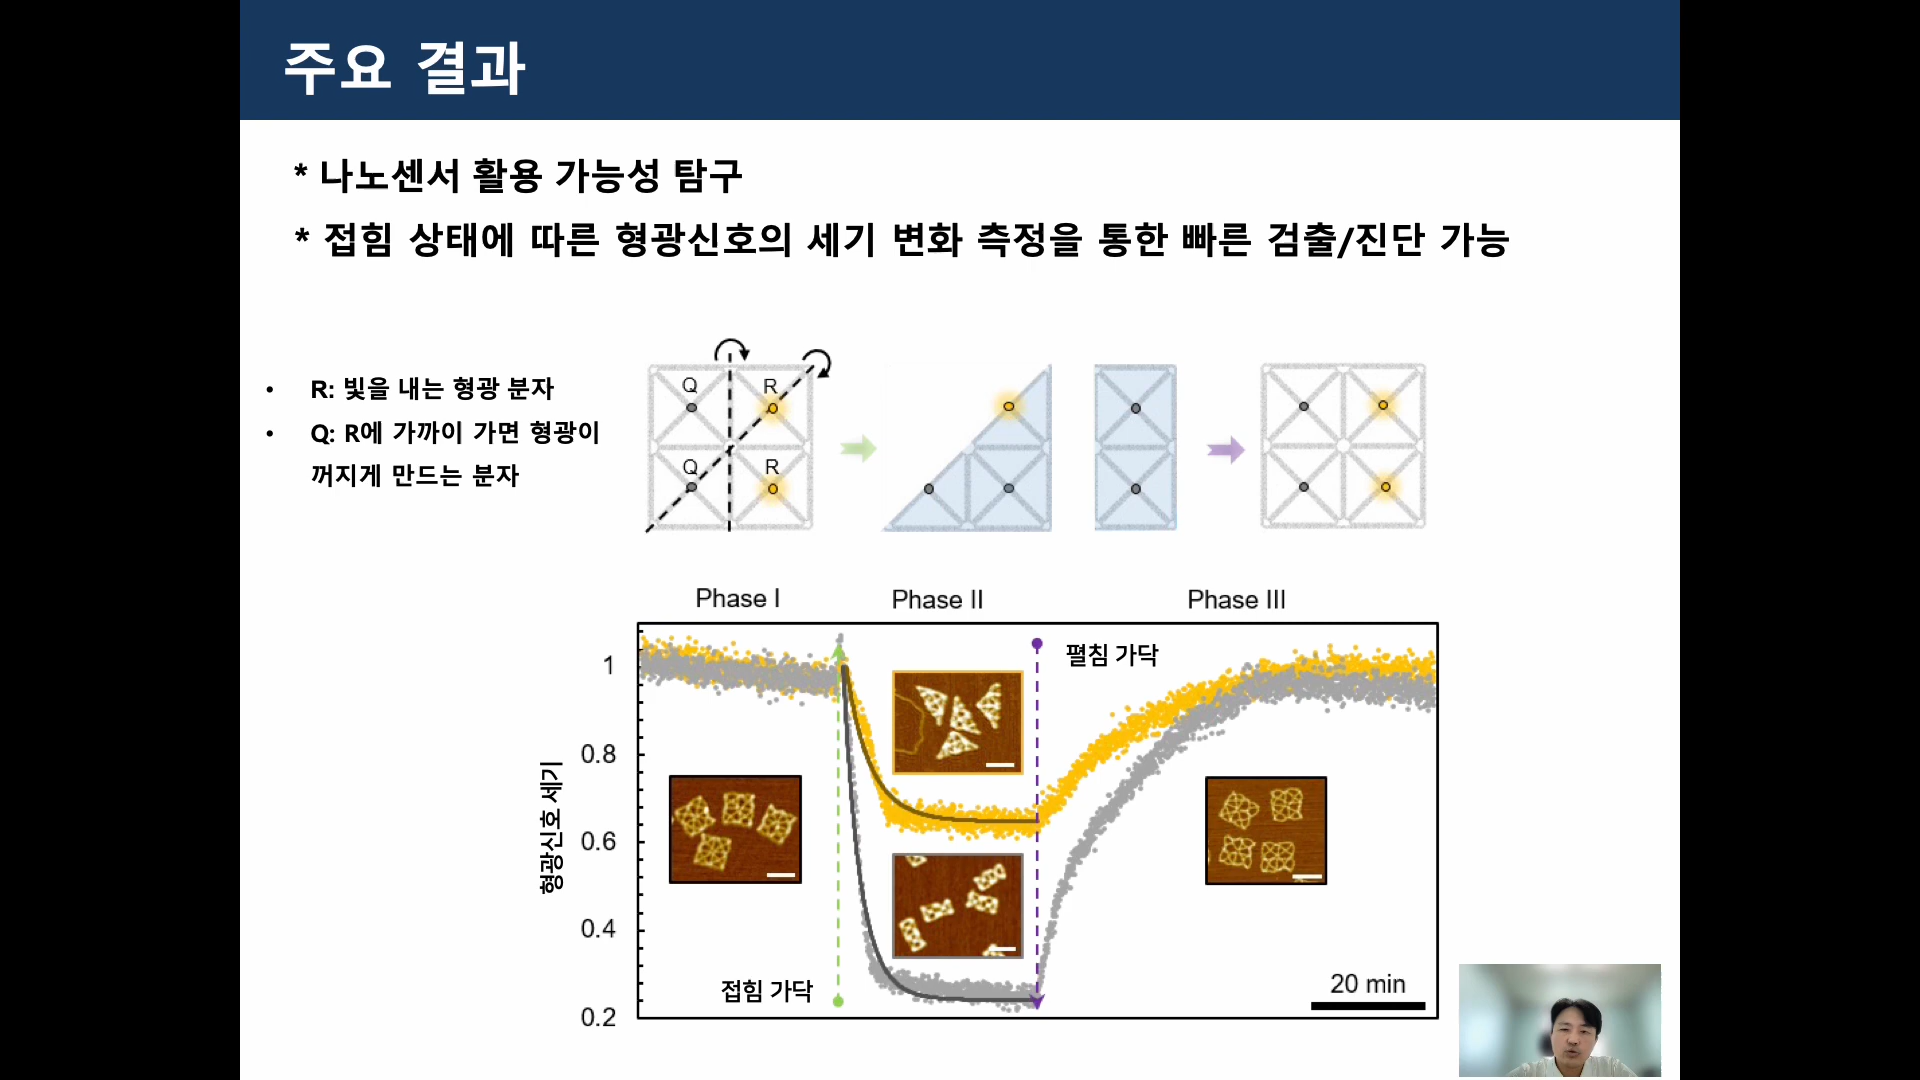 주요 결과
* 나노센서 활용 가능성 탐구
* 접힘 상태에 따른 형광신호의 세기 변화 측정을 통한 빠른 검출/진단 가능
• R: 빛을 내는 형광 분자
• Q: R에 가까이 가면 형광이
꺼지게 만드는 분자
Q R
Q R
Phase I Phase II Phase III
펼침 가닥
1
0.8
0.6
0.4
0.2
형광신호 세기
접힘 가닥
20 min